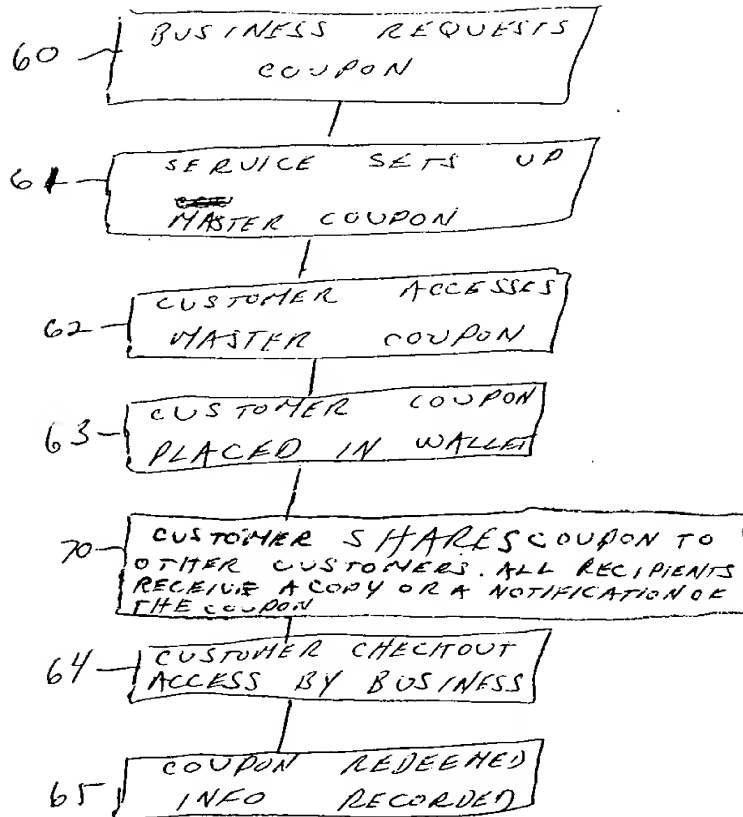 60 BUSINESS REQUESTS
COUPON
61 SERVICE SETS UP
MASTER COUPON
62 CUSTOMER ACCESSES
MASTER COUPON
63 CUSTOMER COUPON
PLACED IN WALLET
70 CUSTOMER SHARES COUPON TO
OTHER CUSTOMERS. ALL RECIPIENTS
RECEIVE A COPY OR A NOTIFICATION OF
THE COUPON
64 CUSTOMER CHECKOUT
ACCESS BY BUSINESS
65 COUPON REDEEMED
INFO RECORDED